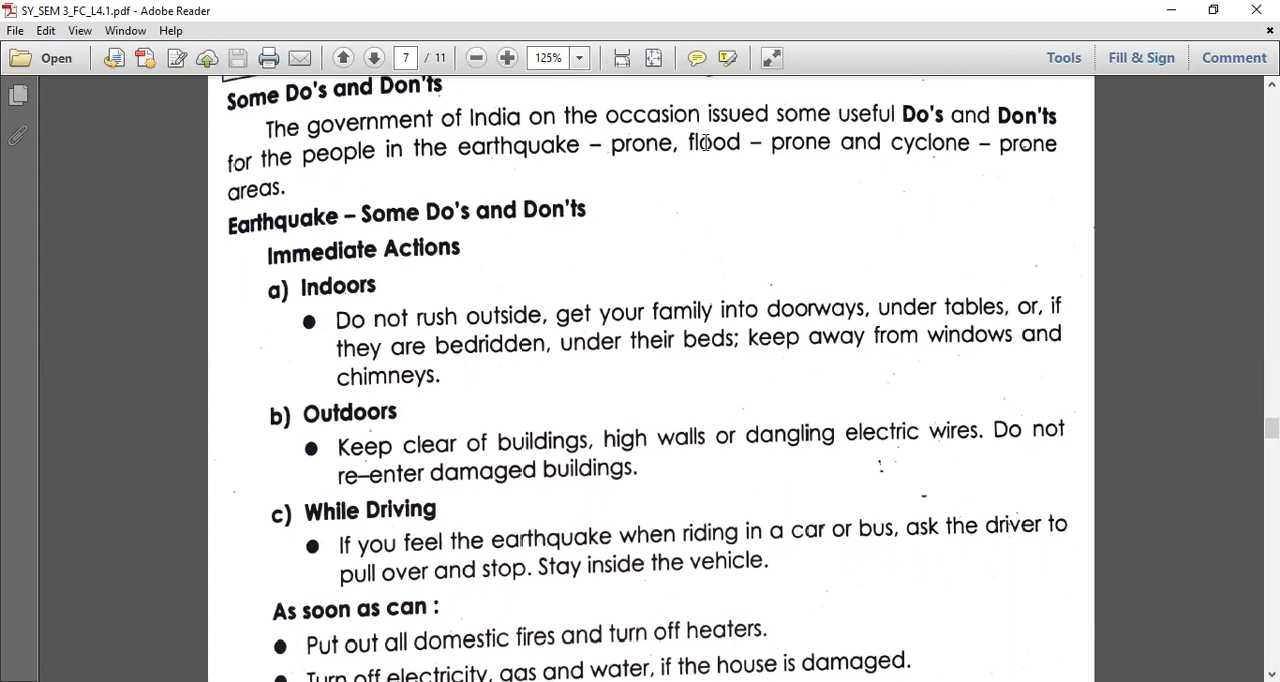 SY_SEM 3_FC_L4.1.pdf - Adobe Reader
File Edit View Window Help
Open 7 / 11 125% Tools Fill & Sign Comment
Some Do's and Don'ts
The government of India on the occasion issued some useful Do's and Don'ts
for the people in the earthquake – prone, flood – prone and cyclone – prone
areas.
Earthquake – Some Do's and Don'ts
Immediate Actions
a) Indoors
● Do not rush outside, get your family into doorways, under tables, or, if
they are bedridden, under their beds; keep away from windows and
chimneys.
b) Outdoors
● Keep clear of buildings, high walls or dangling electric wires. Do not
re–enter damaged buildings.
c) While Driving
● If you feel the earthquake when riding in a car or bus, ask the driver to
pull over and stop. Stay inside the vehicle.
As soon as can :
● Put out all domestic fires and turn off heaters.
● Turn off electricity, gas and water, if the house is damaged.